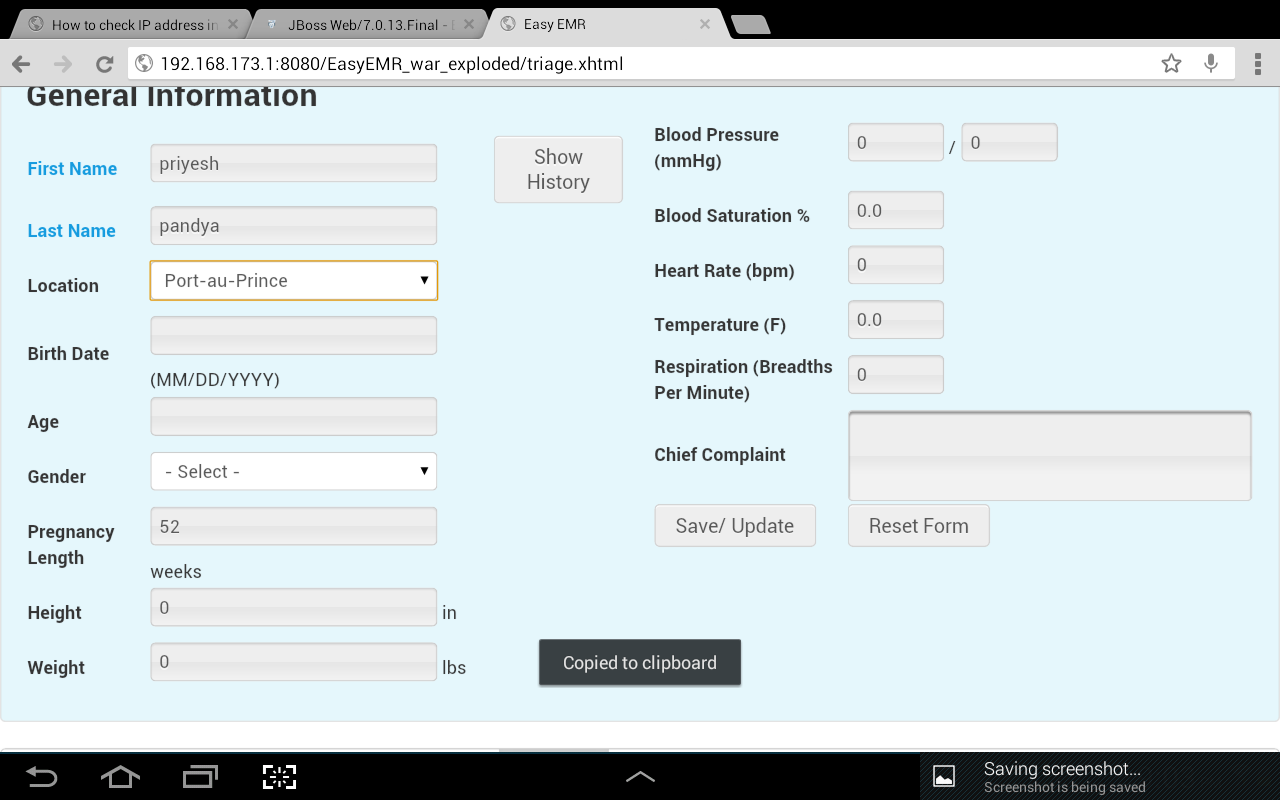 How to check IP address in
JBoss Web/7.0.13.Final -
Easy EMR
192.168.173.1:8080/EasyEMR_war_exploded/triage.xhtml
General Information
First Name
priyesh
Show
History
Last Name
pandya
Location
Port-au-Prince
Birth Date
(MM/DD/YYYY)
Age
Gender
- Select -
Pregnancy
Length
52
weeks
Height
0
in
Weight
0
lbs
Blood Pressure
(mmHg)
0 / 0
Blood Saturation %
0.0
Heart Rate (bpm)
0
Temperature (F)
0.0
Respiration (Breadths
Per Minute)
0
Chief Complaint
Save/ Update
Reset Form
Copied to clipboard
Saving screenshot...
Screenshot is being saved